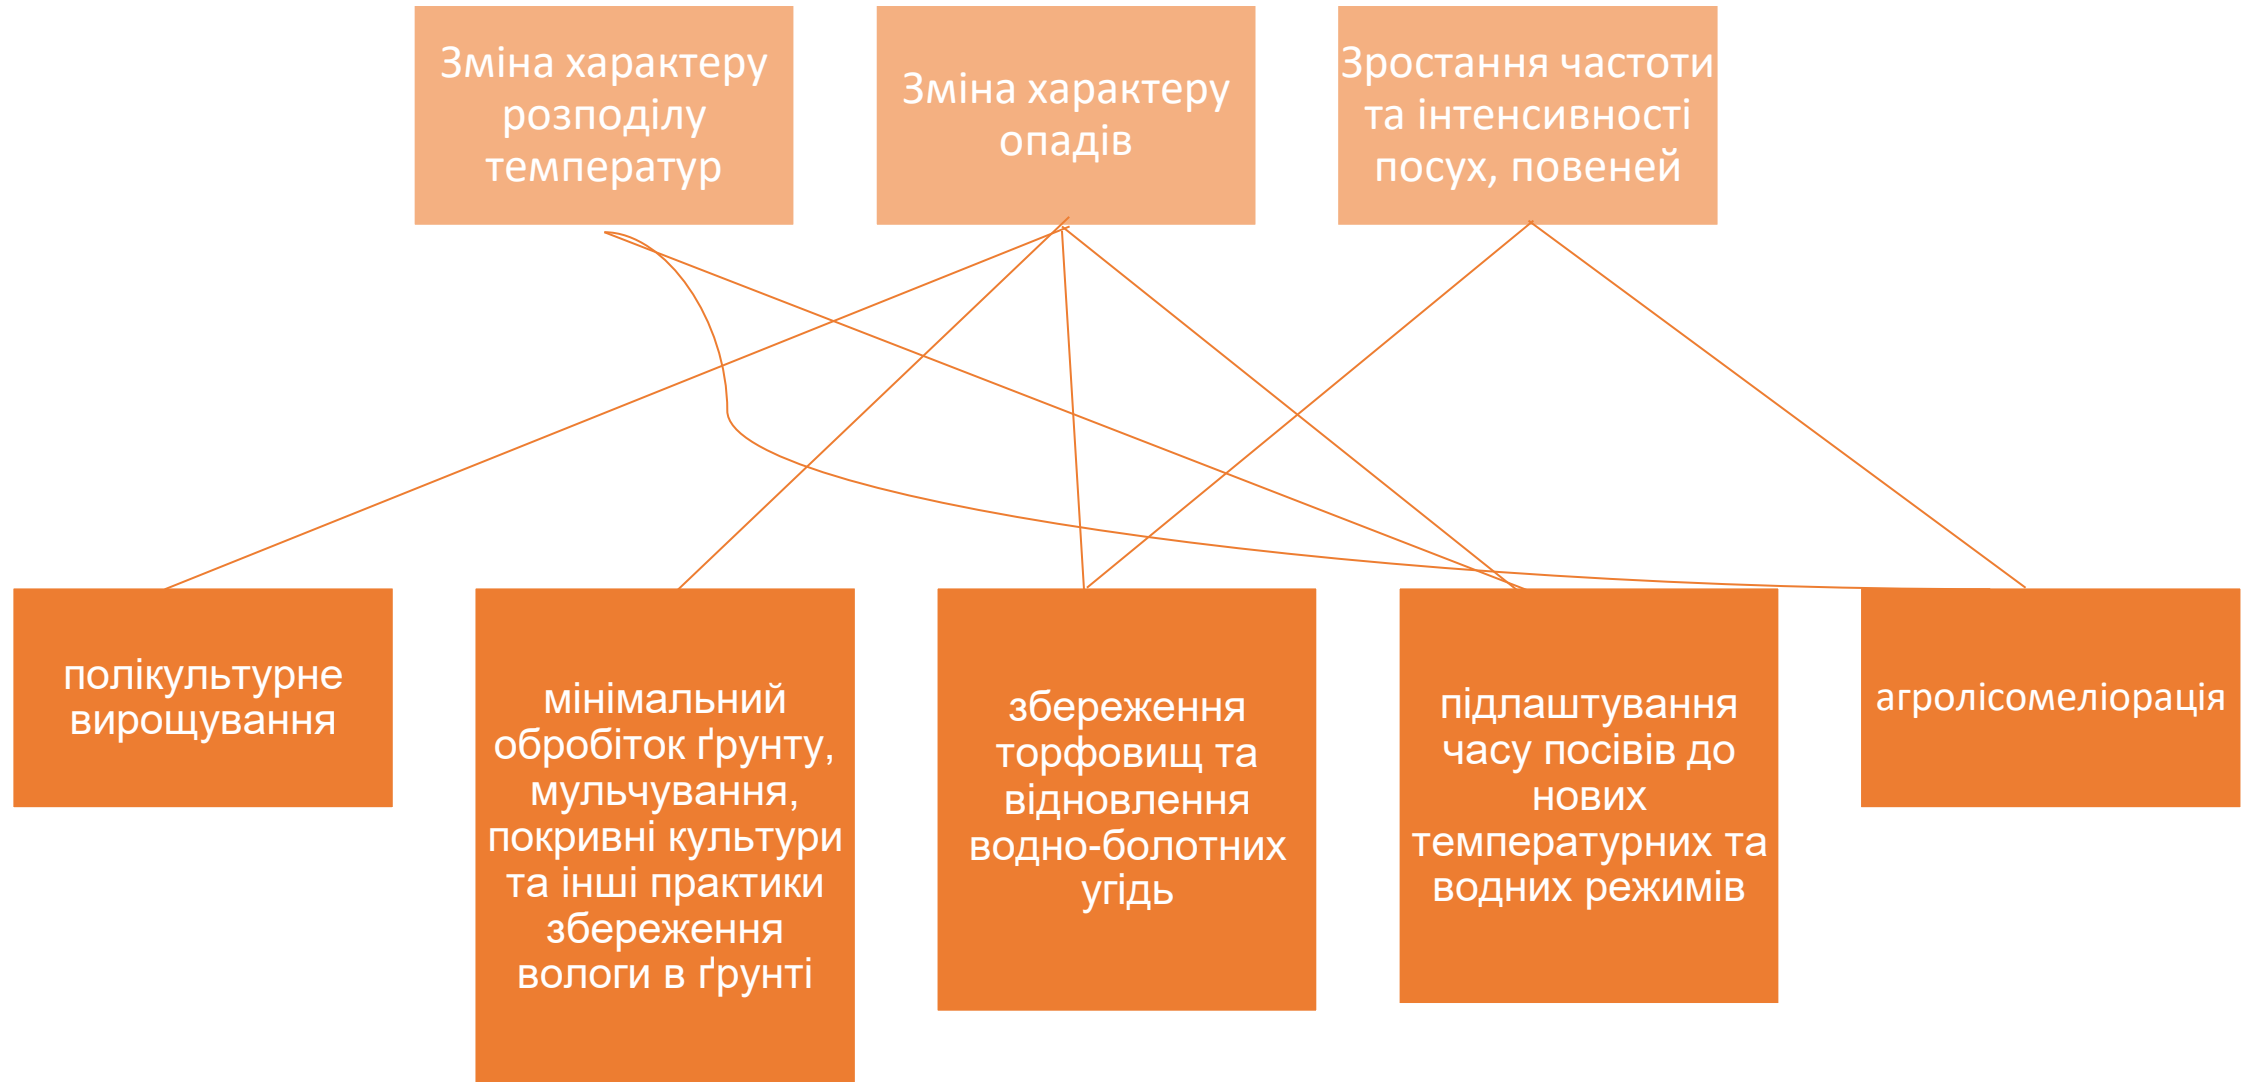 Зміна характеру
розподілу
температур
Зміна характеру
опадів
Зростання частоти
та інтенсивності
посух, повеней
полікультурне
вирощування
мінімальний
обробіток ґрунту,
мульчування,
покривні культури
та інші практики
збереження
вологи в ґрунті
збереження
торфовищ та
відновлення
водно-болотних
угідь
підлаштування
часу посівів до
нових
температурних та
водних режимів
агролісомеліорація